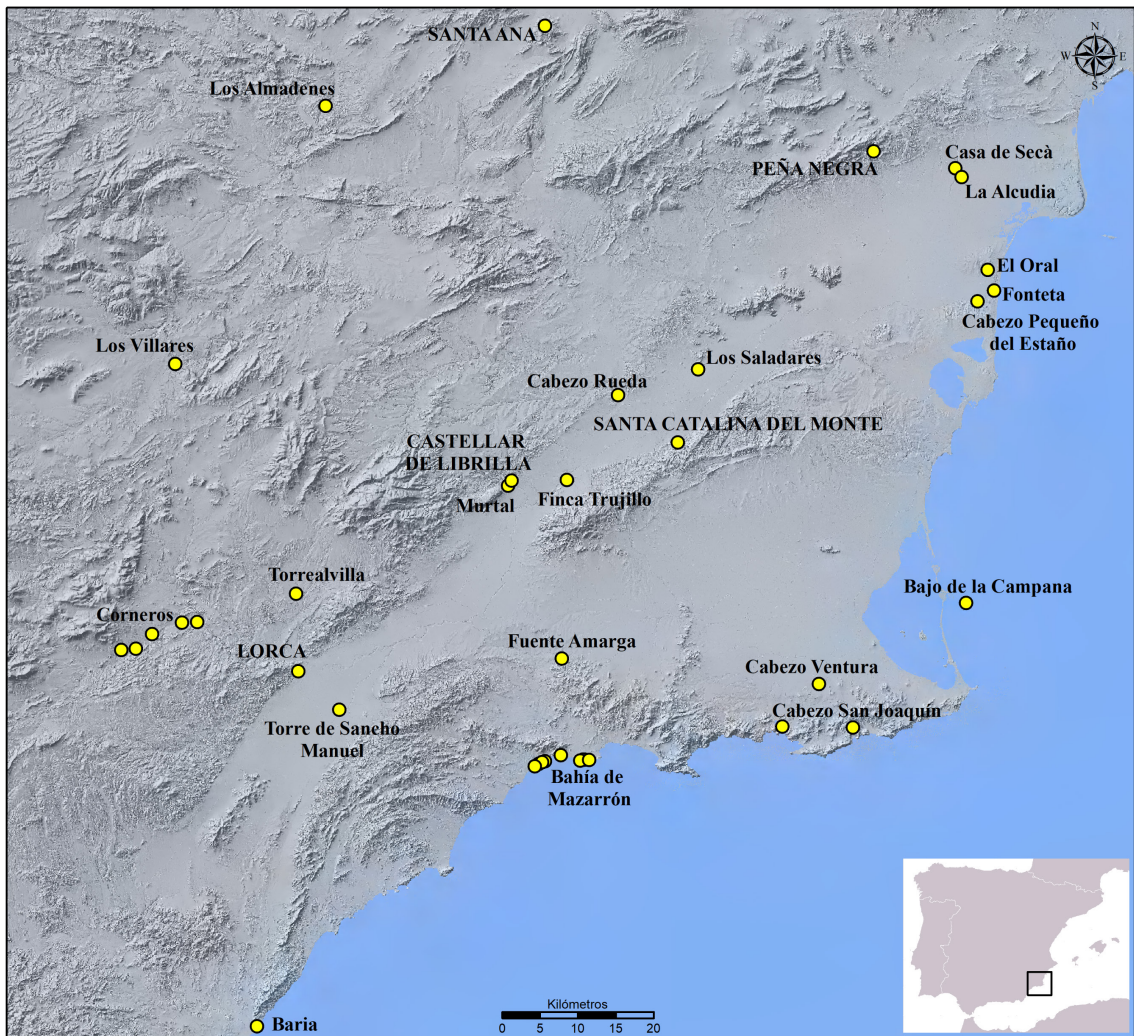 SANTA ANA
N
W
E
S
Los Almadenes
Casa de Secà
PEÑA NEGRA
La Alcudia
El Oral
Fonteta
Cabezo Pequeño
del Estaño
Los Villares
Los Saladares
Cabezo Rueda
SANTA CATALINA DEL MONTE
CASTELLAR
DE LIBRILLA
Murtal
Finca Trujillo
Torrealvilla
Bajo de la Campana
Corneros
Fuente Amarga
LORCA
Cabezo Ventura
Cabezo San Joaquín
Torre de Sancho
Manuel
Bahía de
Mazarrón
Kilómetros
0 5 10 20
Baria